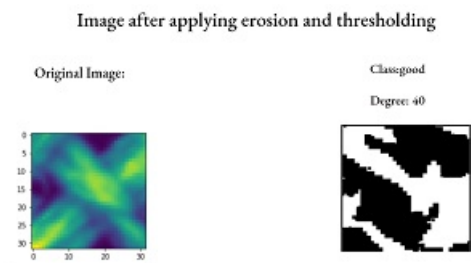 Image after applying erosion and thresholding
Original Image:
Class:good
Degree: 40
0
5
10
15
20
25
30
0 10 20 30